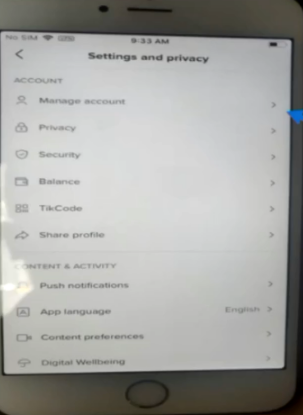 No SIM 9:33 AM
Settings and privacy
ACCOUNT
Manage account
Privacy
Security
Balance
TikCode
Share profile
CONTENT & ACTIVITY
Push notifications
App language English
Content preferences
Digital Wellbeing